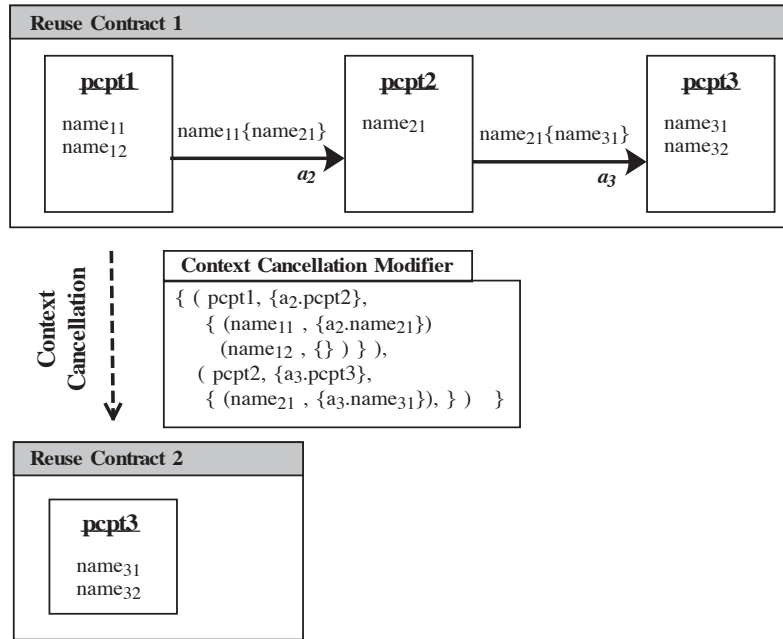 Reuse Contract 1
pcpt1
name11
name12
name11{name21}
a2
pcpt2
name21
name21{name31}
a3
pcpt3
name31
name32
Context
Cancellation
Context Cancellation Modifier
{ ( pcpt1, {a2.pcpt2},
{ (name11 , {a2.name21})
(name12 , {} ) } ),
( pcpt2, {a3.pcpt3},
{ (name21 , {a3.name31}), } ) }
Reuse Contract 2
pcpt3
name31
name32